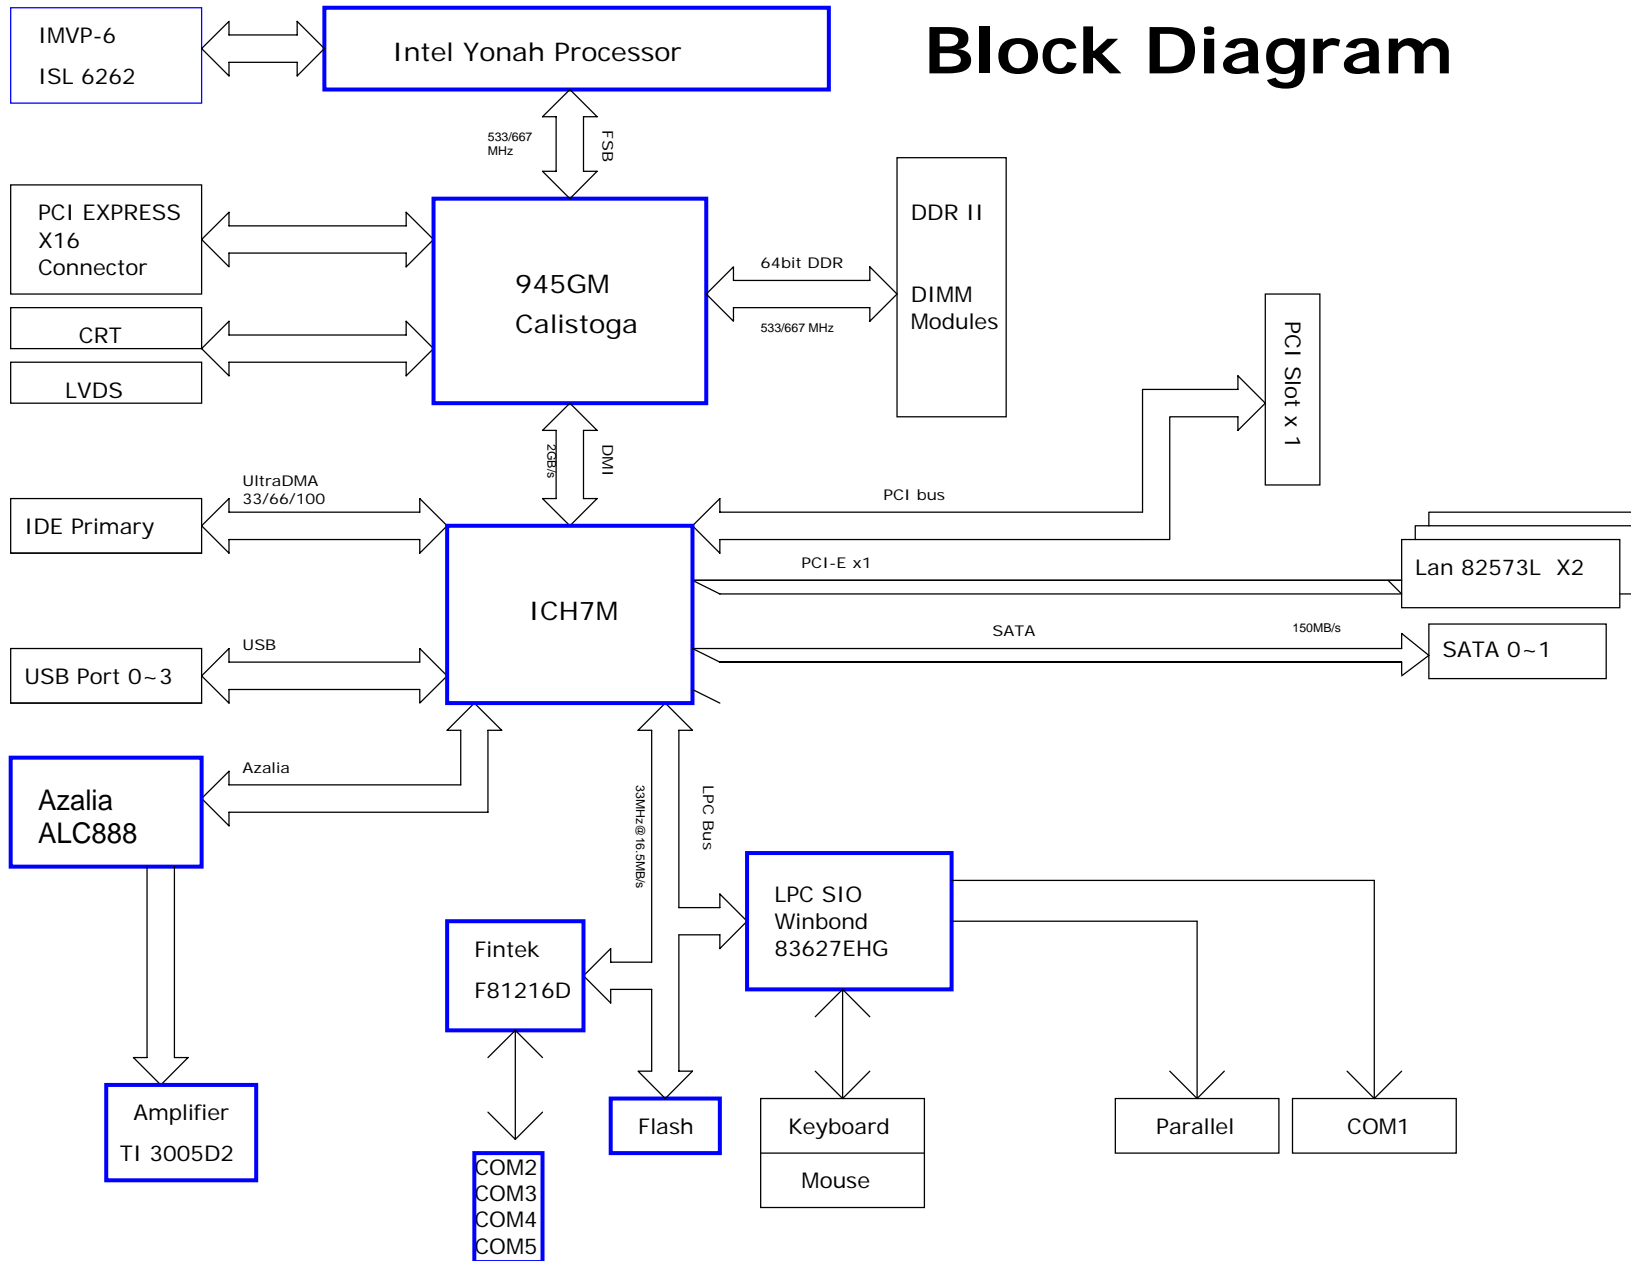 Block Diagram
IMVP-6
ISL 6262
Intel Yonah Processor
533/667
MHz
FSB
PCI EXPRESS
X16
Connector
CRT
LVDS
945GM
Calistoga
64bit DDR
533/667 MHz
DDR II
DIMM
Modules
PCI Slot x 1
2GB/s
DMI
UltraDMA
33/66/100
IDE Primary
PCI bus
PCI-E x1
Lan 82573L X2
ICH7M
SATA
150MB/s
SATA 0~1
USB
USB Port 0~3
Azalia
Azalia
ALC888
33MHz@16.5MB/s
LPC Bus
LPC SIO
Winbond
83627EHG
Fintek
F81216D
Amplifier
TI 3005D2
Flash
Keyboard
Mouse
Parallel
COM1
COM2
COM3
COM4
COM5